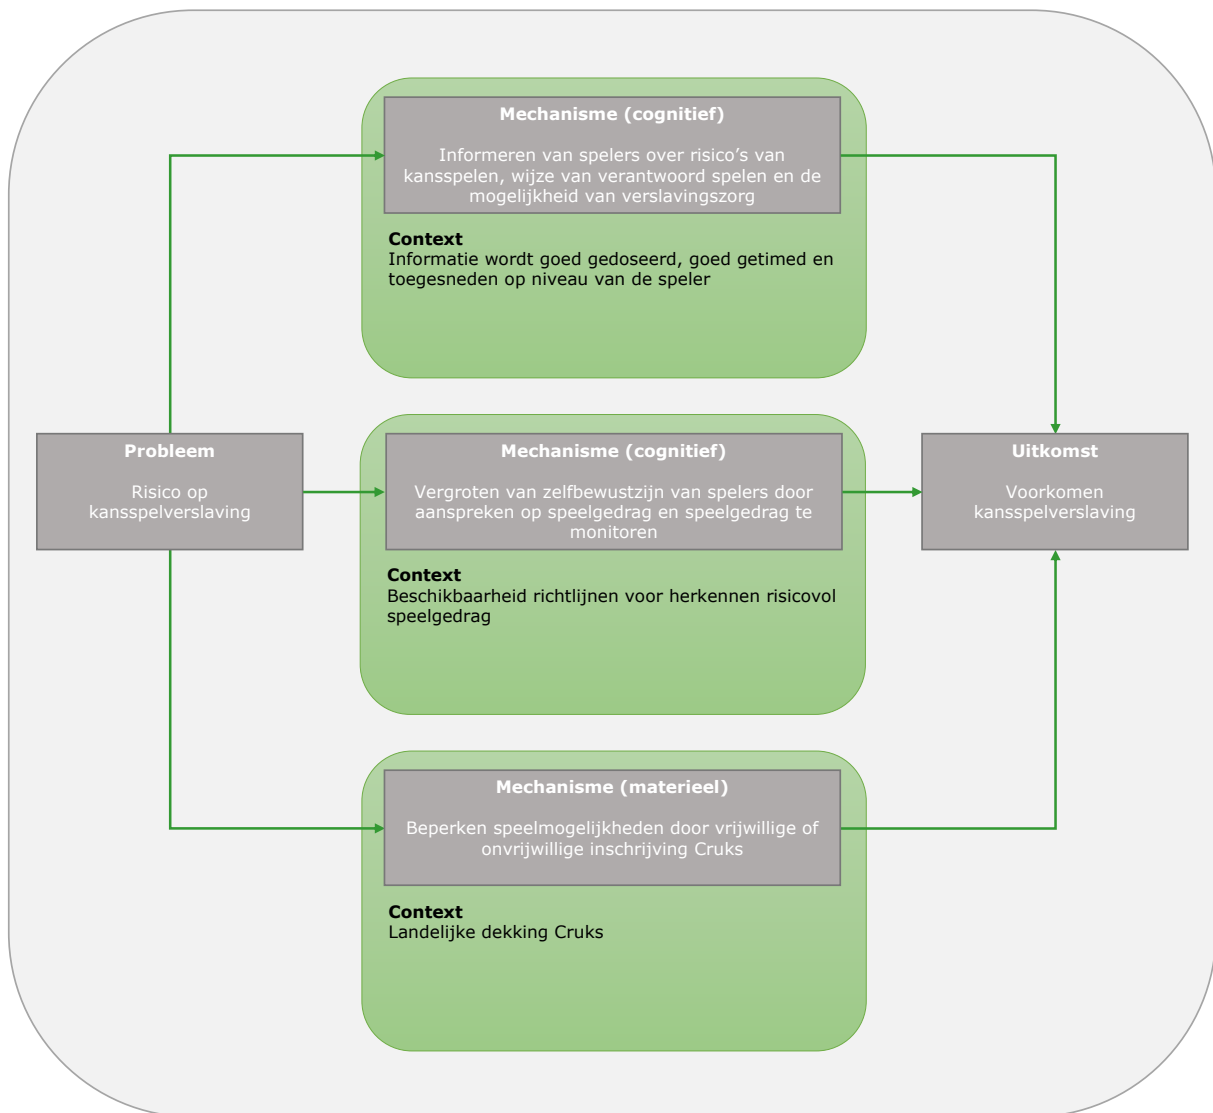 Mechanisme (cognitief)
Informeren van spelers over risico’s van
kansspelen, wijze van verantwoord spelen en de
mogelijkheid van verslavingszorg
Context
Informatie wordt goed gedoseerd, goed getimed en
toegesneden op niveau van de speler
Probleem
Risico op
kansspelverslaving
Mechanisme (cognitief)
Vergroten van zelfbewustzijn van spelers door
aanspreken op speelgedrag en speelgedrag te
monitoren
Context
Beschikbaarheid richtlijnen voor herkennen risicovol
speelgedrag
Uitkomst
Voorkomen
kansspelverslaving
Mechanisme (materieel)
Beperken speelmogelijkheden door vrijwillige of
onvrijwillige inschrijving Cruks
Context
Landelijke dekking Cruks